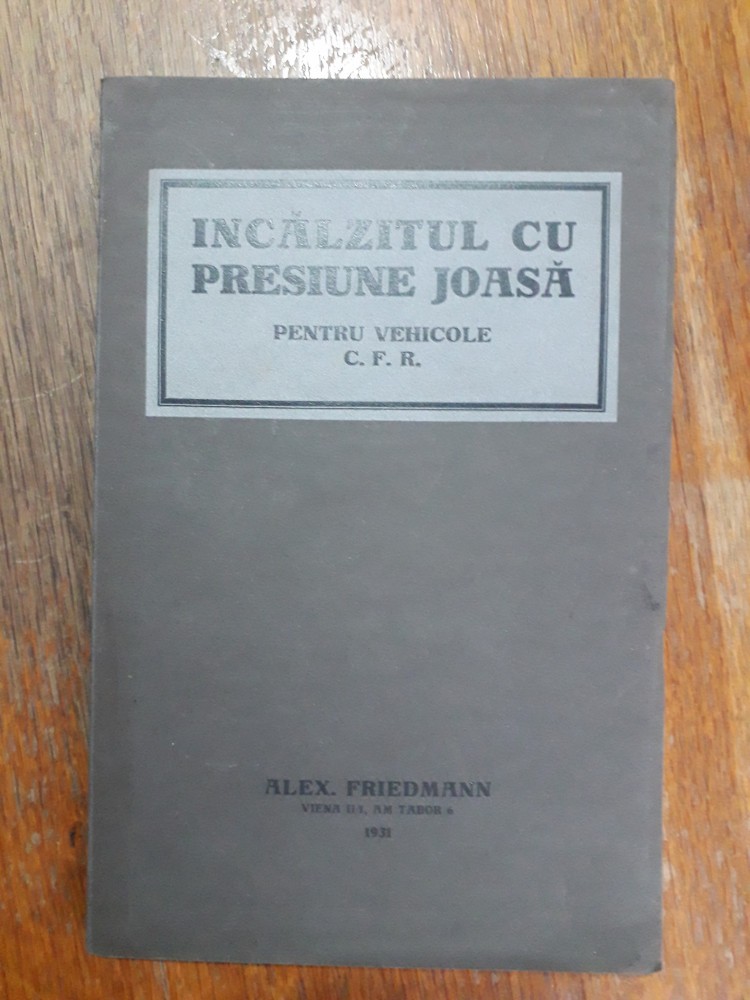 INCĂLZITUL CU
PRESIUNE JOASĂ
PENTRU VEHICOLE
C. F. R.
ALEX. FRIEDMANN
VIENA II/1, AM TABOR 6
1931